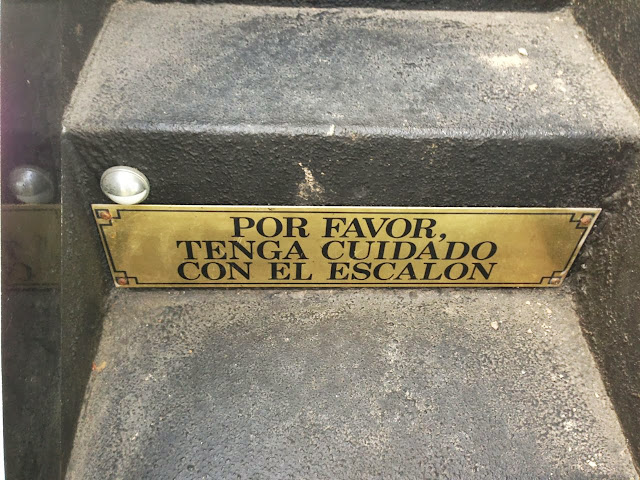 POR FAVOR,
TENGA CUIDADO
CON EL ESCALON